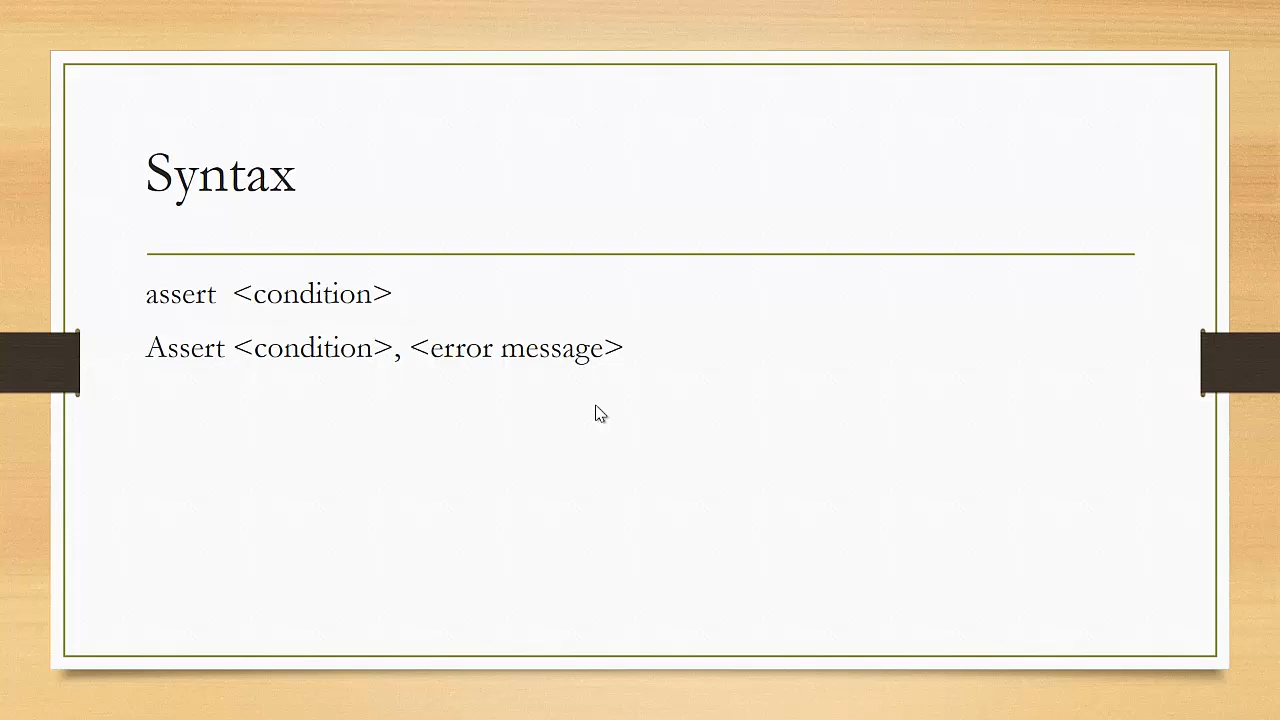 Syntax
assert <condition>
Assert <condition>, <error message>